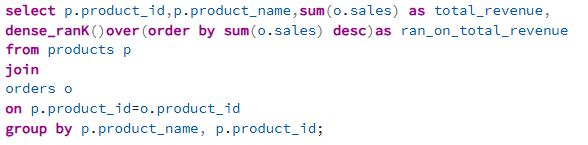 select p.product_id,p.product_name,sum(o.sales) as total_revenue,
dense_ranK()over(order by sum(o.sales) desc)as ran_on_total_revenue
from products p
join
orders o
on p.product_id=o.product_id
group by p.product_name, p.product_id;